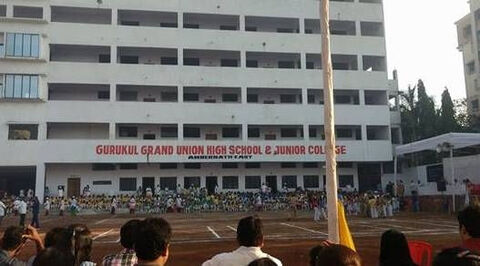 GURUKUL GRAND UNION HIGH SCHOOL & JUNIOR COLLEGE
AMBERNATH EAST